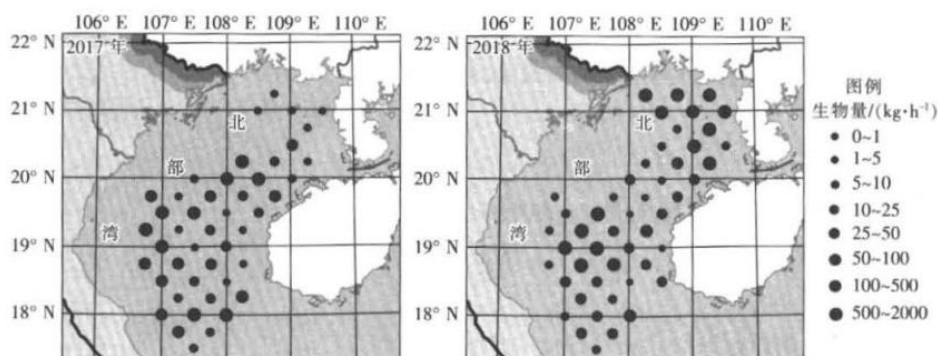 106° E 107° E 108° E 109° E 110° E
22° N
2017年
21° N
北
部
20° N
湾
19° N
18° N
106° E 107° E 108° E 109° E 110° E
22° N
2018年
21° N
北
部
20° N
湾
19° N
18° N
图例
生物量/(kg·h⁻¹)
0~1
1~5
5~10
10~25
25~50
50~100
100~500
500~2000